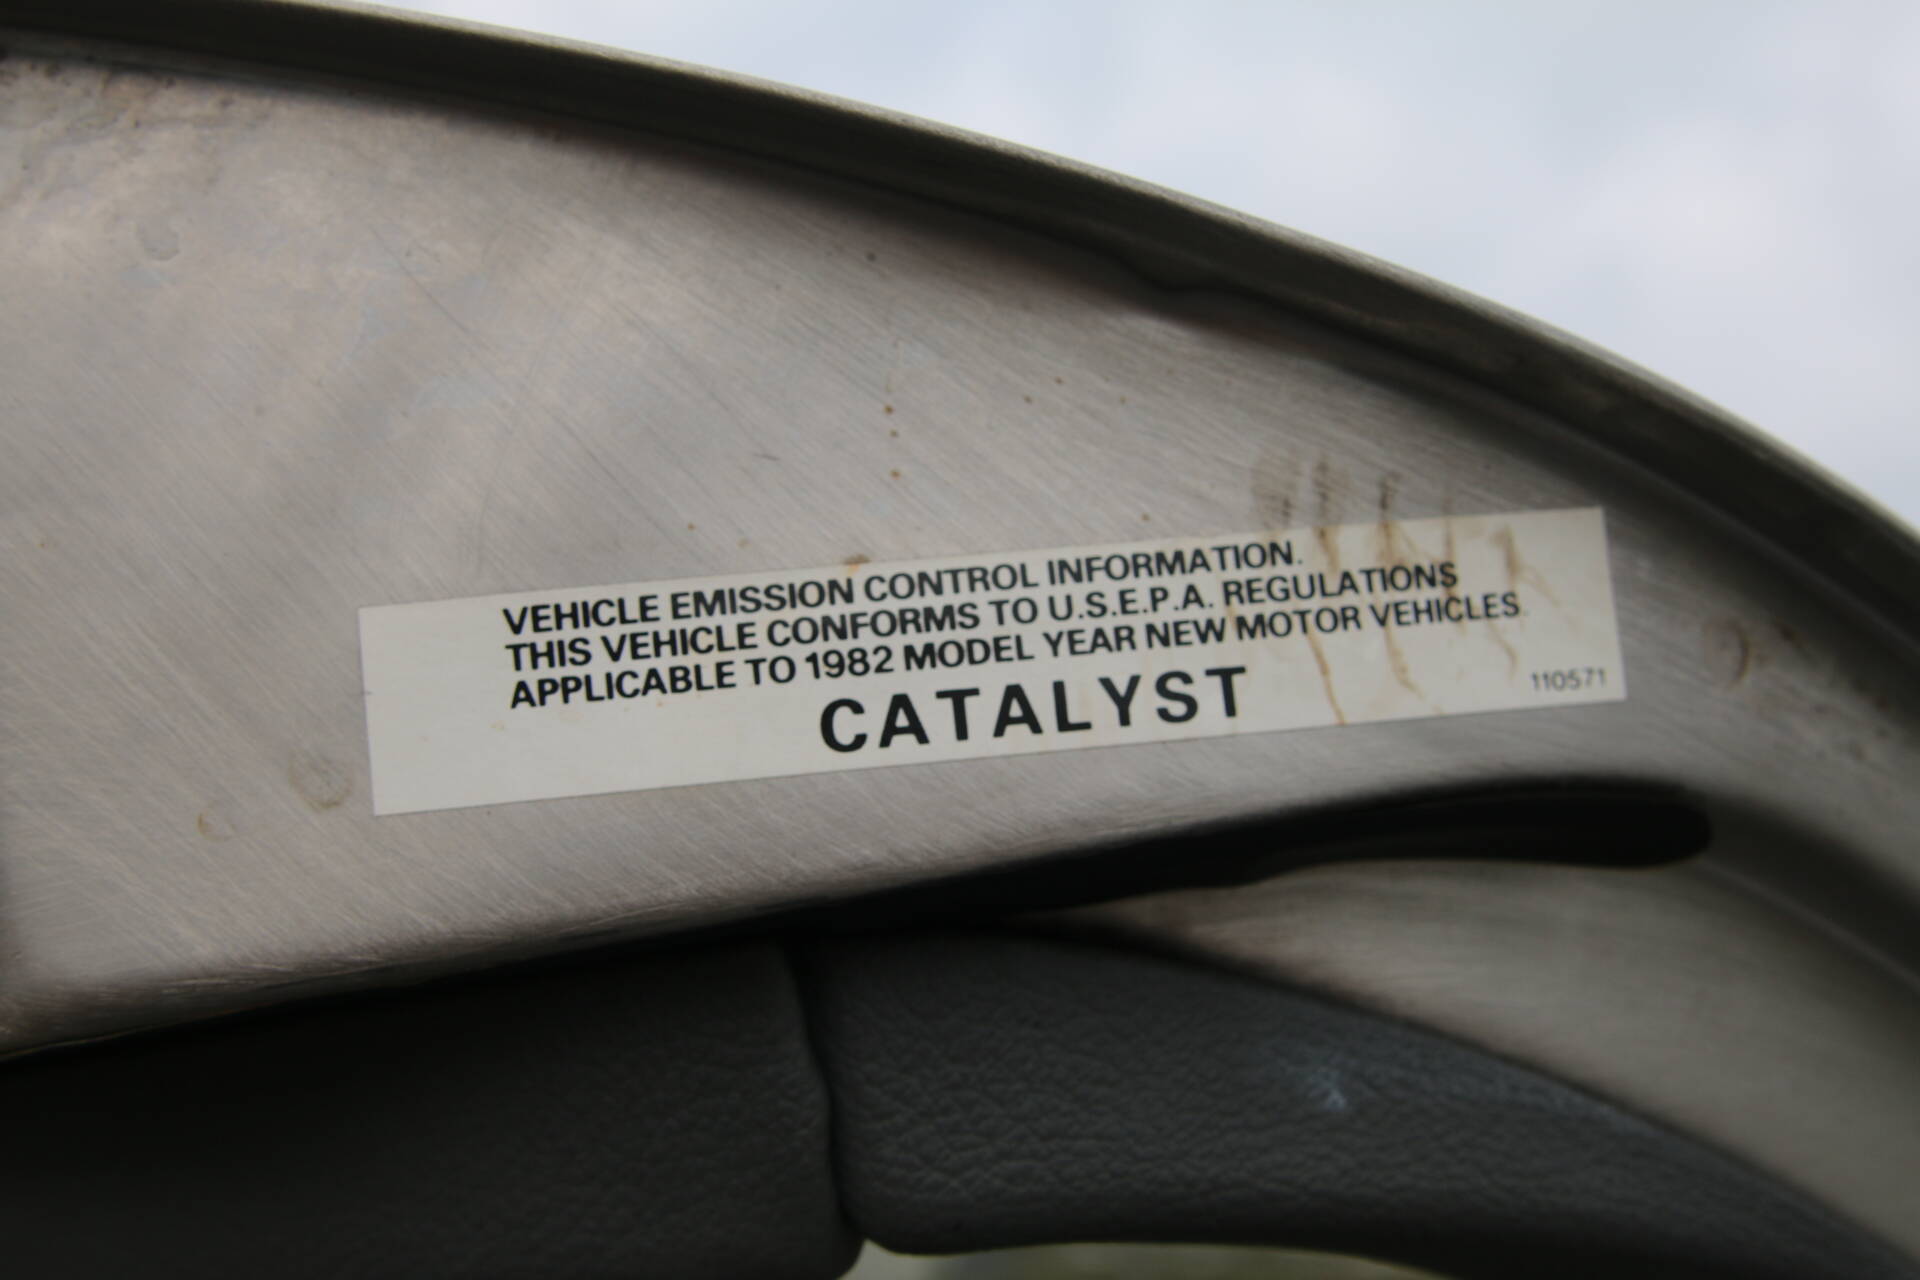 VEHICLE EMISSION CONTROL INFORMATION.
THIS VEHICLE CONFORMS TO U.S.E.P.A. REGULATIONS
APPLICABLE TO 1982 MODEL YEAR NEW MOTOR VEHICLES.
CATALYST
110571